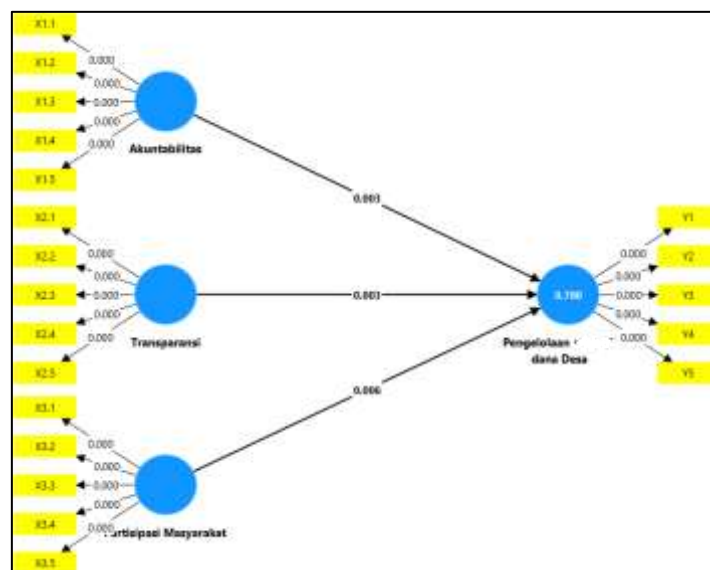 X1.1
X1.2
X1.3
X1.4
X1.5
0.000
0.000
0.000
0.000
0.000
Akuntabilitas
X2.1
X2.2
X2.3
X2.4
X2.5
0.000
0.000
0.000
0.000
0.000
Transparansi
X3.1
X3.2
X3.3
X3.4
X3.5
0.000
0.000
0.000
0.000
0.000
Masyarakat
0.003
0.003
0.006
0.700
Pengelolaan
dana Desa
0.000
0.000
0.000
0.000
0.000
Y1
Y2
Y3
Y4
Y5